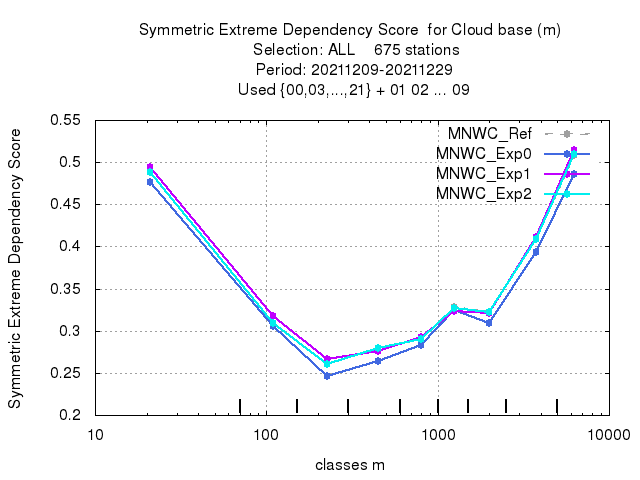 Symmetric Extreme Dependency Score  for Cloud base (m)
Selection: ALL    675 stations
Period: 20211209-20211229
Used {00,03,...,21} + 01 02 ... 09
Symmetric Extreme Dependency Score
0.55
0.5
0.45
0.4
0.35
0.3
0.25
0.2
MNWC_Ref
MNWC_Exp0
MNWC_Exp1
MNWC_Exp2
10 100 1000 10000
classes m